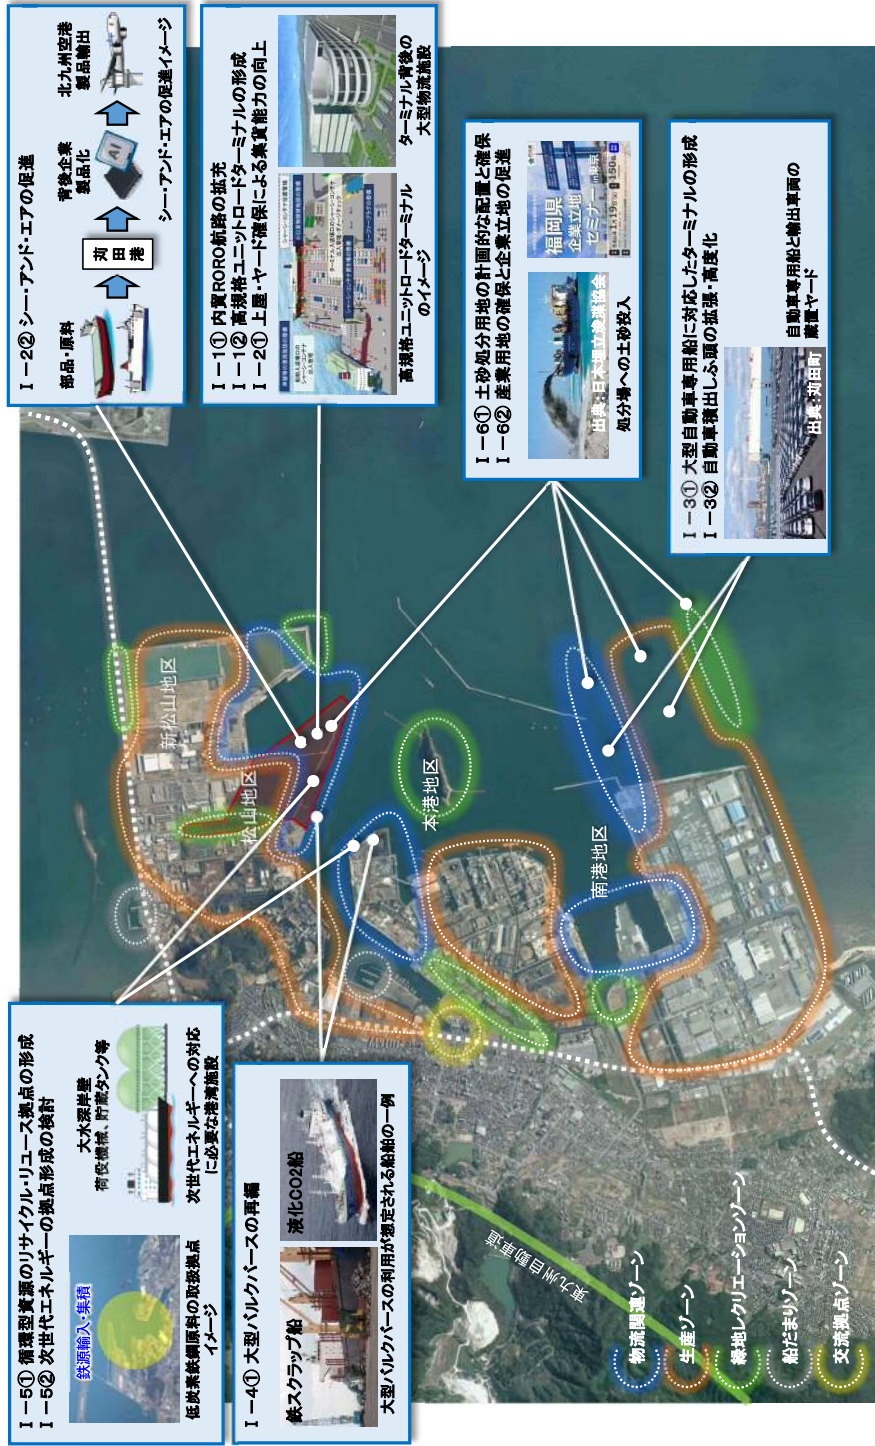 Ⅰ－5① 循環型資源のリサイクル・リユース拠点の形成
Ⅰ－5② 次世代エネルギーの拠点形成の検討
鉄源輸入・集積
低炭素鉄鋼原料の取扱拠点
イメージ
大水深岸壁
荷役機械、貯蔵タンク等
次世代エネルギーへの対応
に必要な港湾施設
Ⅰ－4① 大型バルクバースの再編
鉄スクラップ船
液化CO2船
大型バルクバースの利用が想定される船舶の一例
Ⅰ－2② シー・アンド・エアの促進
部品・原料
苅田港
背後企業
製品化
AI
北九州空港
製品輸出
シー・アンド・エアの促進イメージ
Ⅰ－1① 内貿RORO航路の拡充
Ⅰ－1② 高規格ユニットロードターミナルの形成
Ⅰ－2① 上屋・ヤード確保による集貨能力の向上
高規格ユニットロードターミナル
のイメージ
ターミナル背後の
大型物流施設
Ⅰ－6① 土砂処分用地の計画的な配置と確保
Ⅰ－6② 産業用地の確保と企業立地の促進
出典：日本埋立浚渫協会
処分場への土砂投入
福岡県
企業立地
セミナー
Ⅰ－3① 大型自動車専用船に対応したターミナルの形成
Ⅰ－3② 自動車積出しふ頭の拡張・高度化
出典：苅田町
自動車専用船と輸出車両の
蔵置ヤード
新松山地区
松山地区
本港地区
南港地区
東九州自動車道
物流関連ゾーン
生産ゾーン
緑地レクリエーションゾーン
船だまりゾーン
交流拠点ゾーン